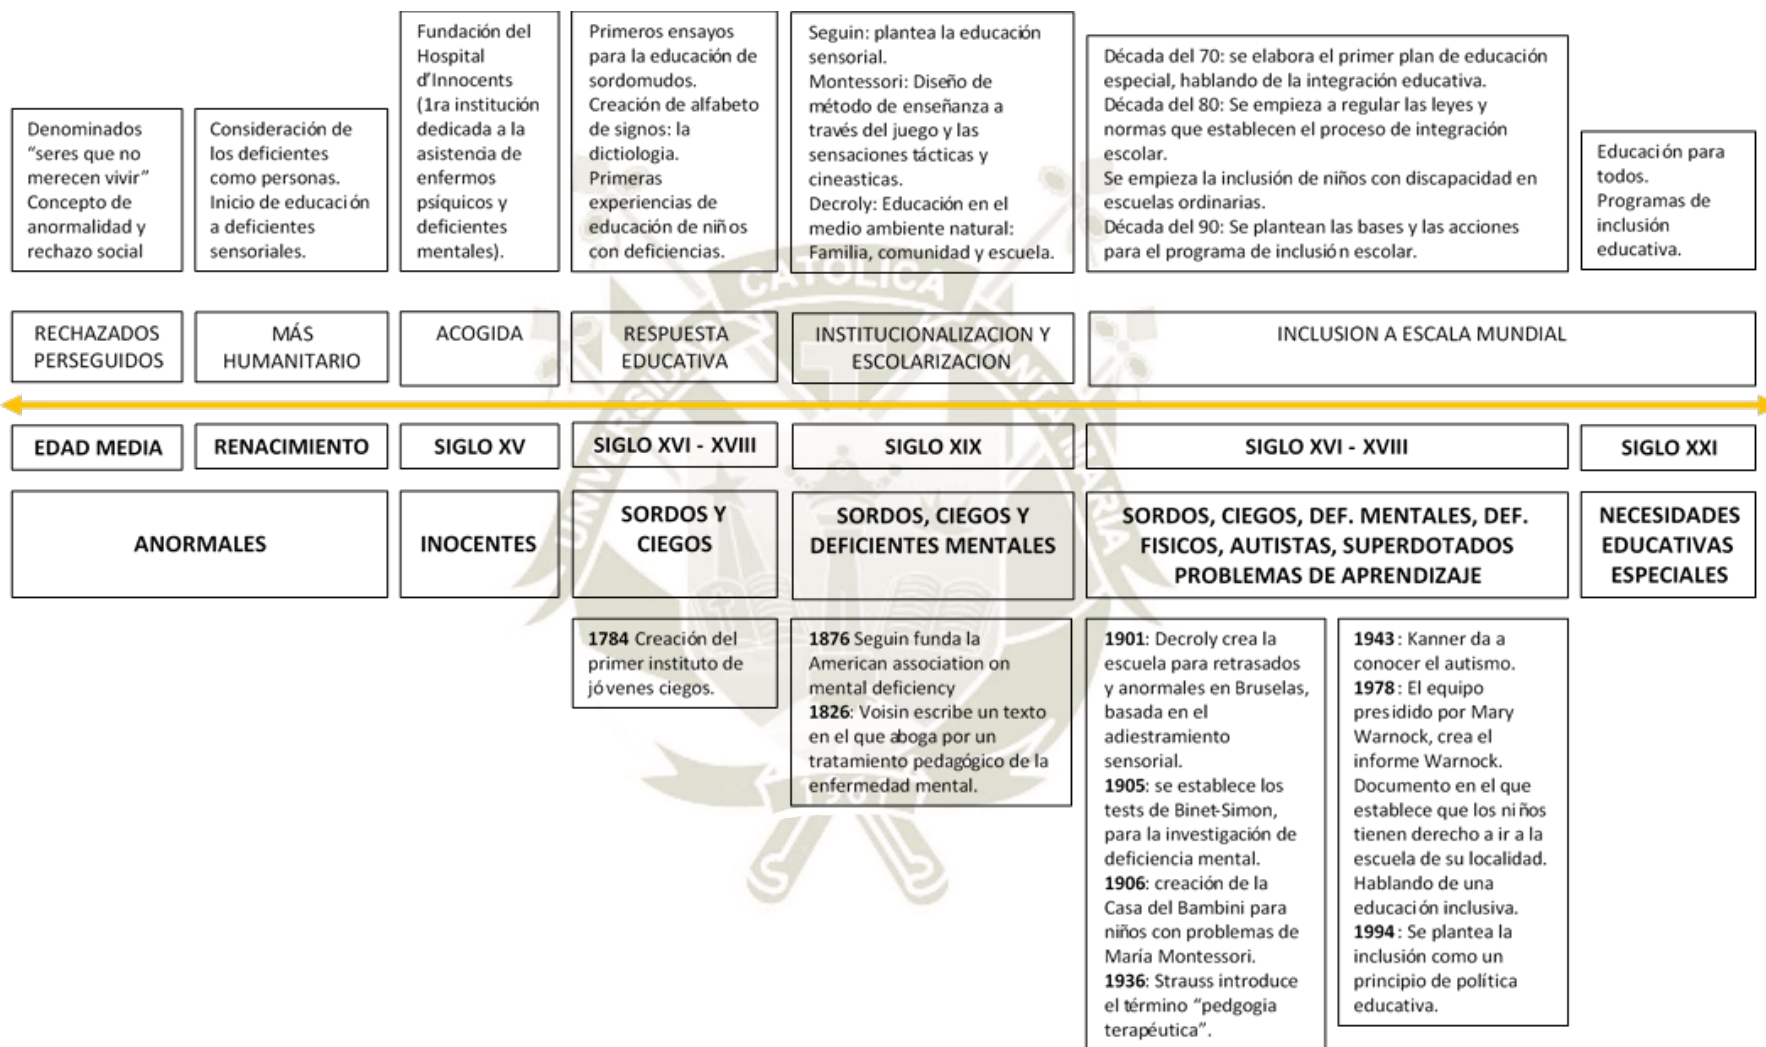 Denominados
“seres que no
merecen vivir”
Concepto de
anormalidad y
rechazo social
Consideración de
los deficientes
como personas.
Inicio de educación
a deficientes
sensoriales.
Fundación del
Hospital
d’Innocents
(1ra institución
dedicada a la
asistencia de
enfermos
psíquicos y
deficientes
mentales).
Primeros ensayos
para la educación de
sordomudos.
Creación de alfabeto
de signos: la
dictiologia.
Primeras
experiencias de
educación de niños
con deficiencias.
Seguin: plantea la educación
sensorial.
Montessori: Diseño de
método de enseñanza a
través del juego y las
sensaciones tácticas y
cineasticas.
Decroly: Educación en el
medio ambiente natural:
Familia, comunidad y escuela.
Década del 70: se elabora el primer plan de educación
especial, hablando de la integración educativa.
Década del 80: Se empieza a regular las leyes y
normas que establecen el proceso de integración
escolar.
Se empieza la inclusión de niños con discapacidad en
escuelas ordinarias.
Década del 90: Se plantean las bases y las acciones
para el programa de inclusión escolar.
Educación para
todos.
Programas de
inclusión
educativa.
RECHAZADOS
PERSEGUIDOS
MÁS
HUMANITARIO
ACOGIDA
RESPUESTA
EDUCATIVA
INSTITUCIONALIZACION Y
ESCOLARIZACION
INCLUSION A ESCALA MUNDIAL
EDAD MEDIA
RENACIMIENTO
SIGLO XV
SIGLO XVI - XVIII
SIGLO XIX
SIGLO XVI - XVIII
SIGLO XXI
ANORMALES
INOCENTES
SORDOS Y
CIEGOS
SORDOS, CIEGOS Y
DEFICIENTES MENTALES
SORDOS, CIEGOS, DEF. MENTALES, DEF.
FISICOS, AUTISTAS, SUPERDOTADOS
PROBLEMAS DE APRENDIZAJE
NECESIDADES
EDUCATIVAS
ESPECIALES
1784 Creación del
primer instituto de
jóvenes ciegos.
1876 Seguin funda la
American association on
mental deficiency
1826: Voisin escribe un texto
en el que aboga por un
tratamiento pedagógico de la
enfermedad mental.
1901: Decroly crea la
escuela para retrasados
y anormales en Bruselas,
basada en el
adiestramiento
sensorial.
1905: se establece los
tests de Binet-Simon,
para la investigación de
deficiencia mental.
1906: creación de la
Casa del Bambini para
niños con problemas de
María Montessori.
1936: Strauss introduce
el término “pedgogia
terapéutica”.
1943: Kanner da a
conocer el autismo.
1978: El equipo
presidido por Mary
Warnock, crea el
informe Warnock.
Documento en el que
establece que los niños
tienen derecho a ir a la
escuela de su localidad.
Hablando de una
educación inclusiva.
1994: Se plantea la
inclusión como un
principio de política
educativa.
UNIVERSIDAD CATOLICA SANTA MARIA
1961